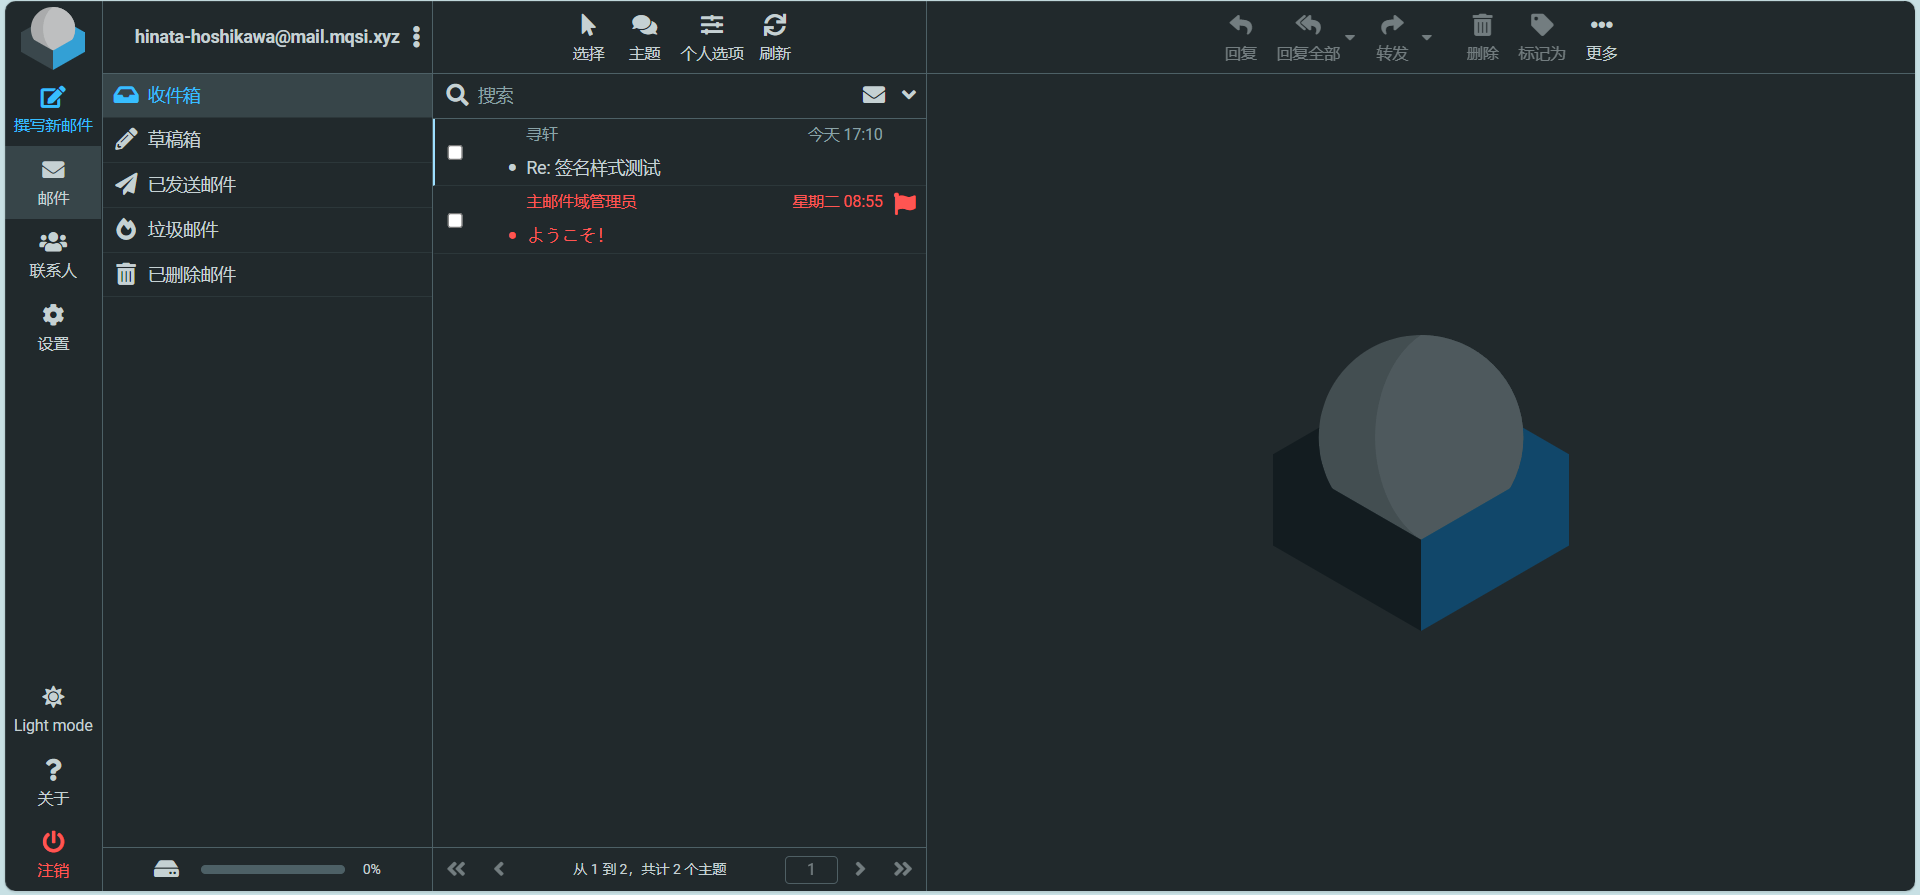 hinata-hoshikawa@mail.mqsi.xyz
撰写新邮件
邮件
联系人
设置
Light mode
关于
注销
收件箱
草稿箱
已发送邮件
垃圾邮件
已删除邮件
0%
选择 主题 个人选项 刷新
搜索
寻轩 今天 17:10
Re: 签名样式测试
主邮件域管理员 星期二 08:55
ようこそ！
从 1 到 2，共计 2 个主题 1
回复 回复全部 转发 删除 标记为 更多